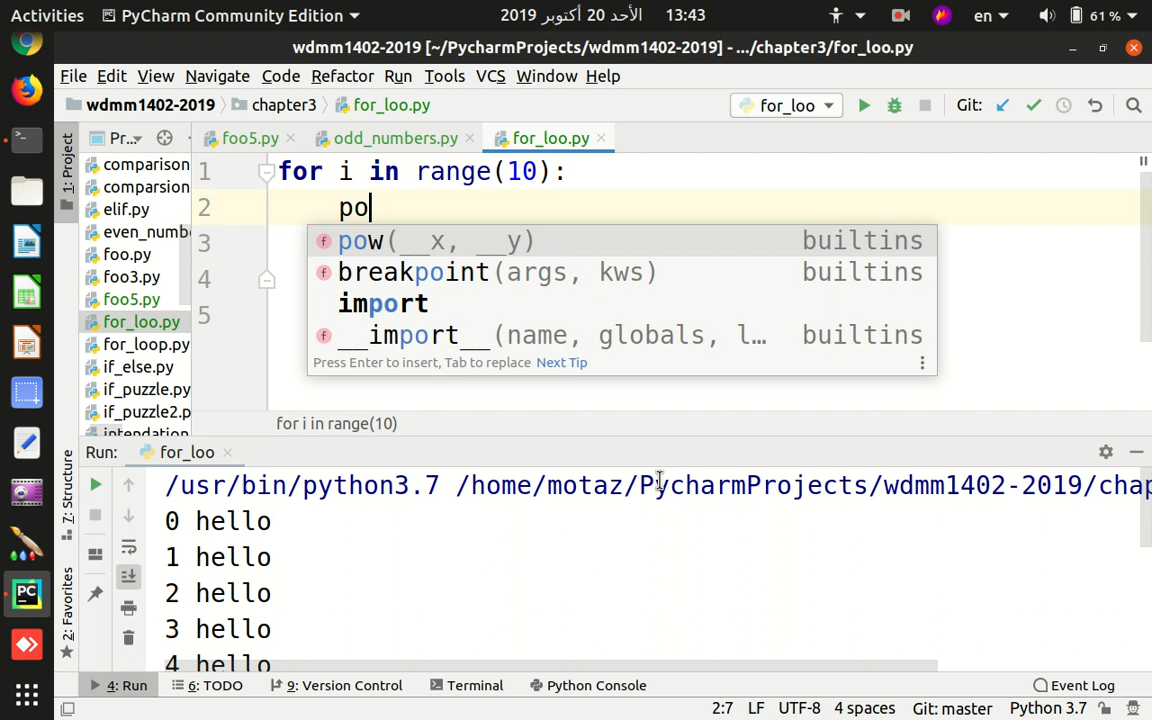 Activities PyCharm Community Edition الأحد 20 أكتوبر 2019 13:43 en 61 %
wdmm1402-2019 [~/PycharmProjects/wdmm1402-2019] - .../chapter3/for_loo.py
File Edit View Navigate Code Refactor Run Tools VCS Window Help
wdmm1402-2019 chapter3 for_loo.py for_loo Git:
1: Project Pr... foo5.py odd_numbers.py for_loo.py
comparison
comparsion
elif.py
even_numb
foo.py
foo3.py
foo5.py
for_loo.py
for_loop.py
if_else.py
if_puzzle.py
if_puzzle2.p
intendation
1 for i in range(10):
2 po
3
4
5
pow(__x, __y) builtins
breakpoint(args, kws) builtins
import
__import__(name, globals, l... builtins
Press Enter to insert, Tab to replace Next Tip
for i in range(10)
Run: for_loo
7: Structure
2: Favorites
/usr/bin/python3.7 /home/motaz/PycharmProjects/wdmm1402-2019/chap
0 hello
1 hello
2 hello
3 hello
4 hello
PC
4: Run 6: TODO 9: Version Control Terminal Python Console Event Log
2:7 LF UTF-8 4 spaces Git: master Python 3.7